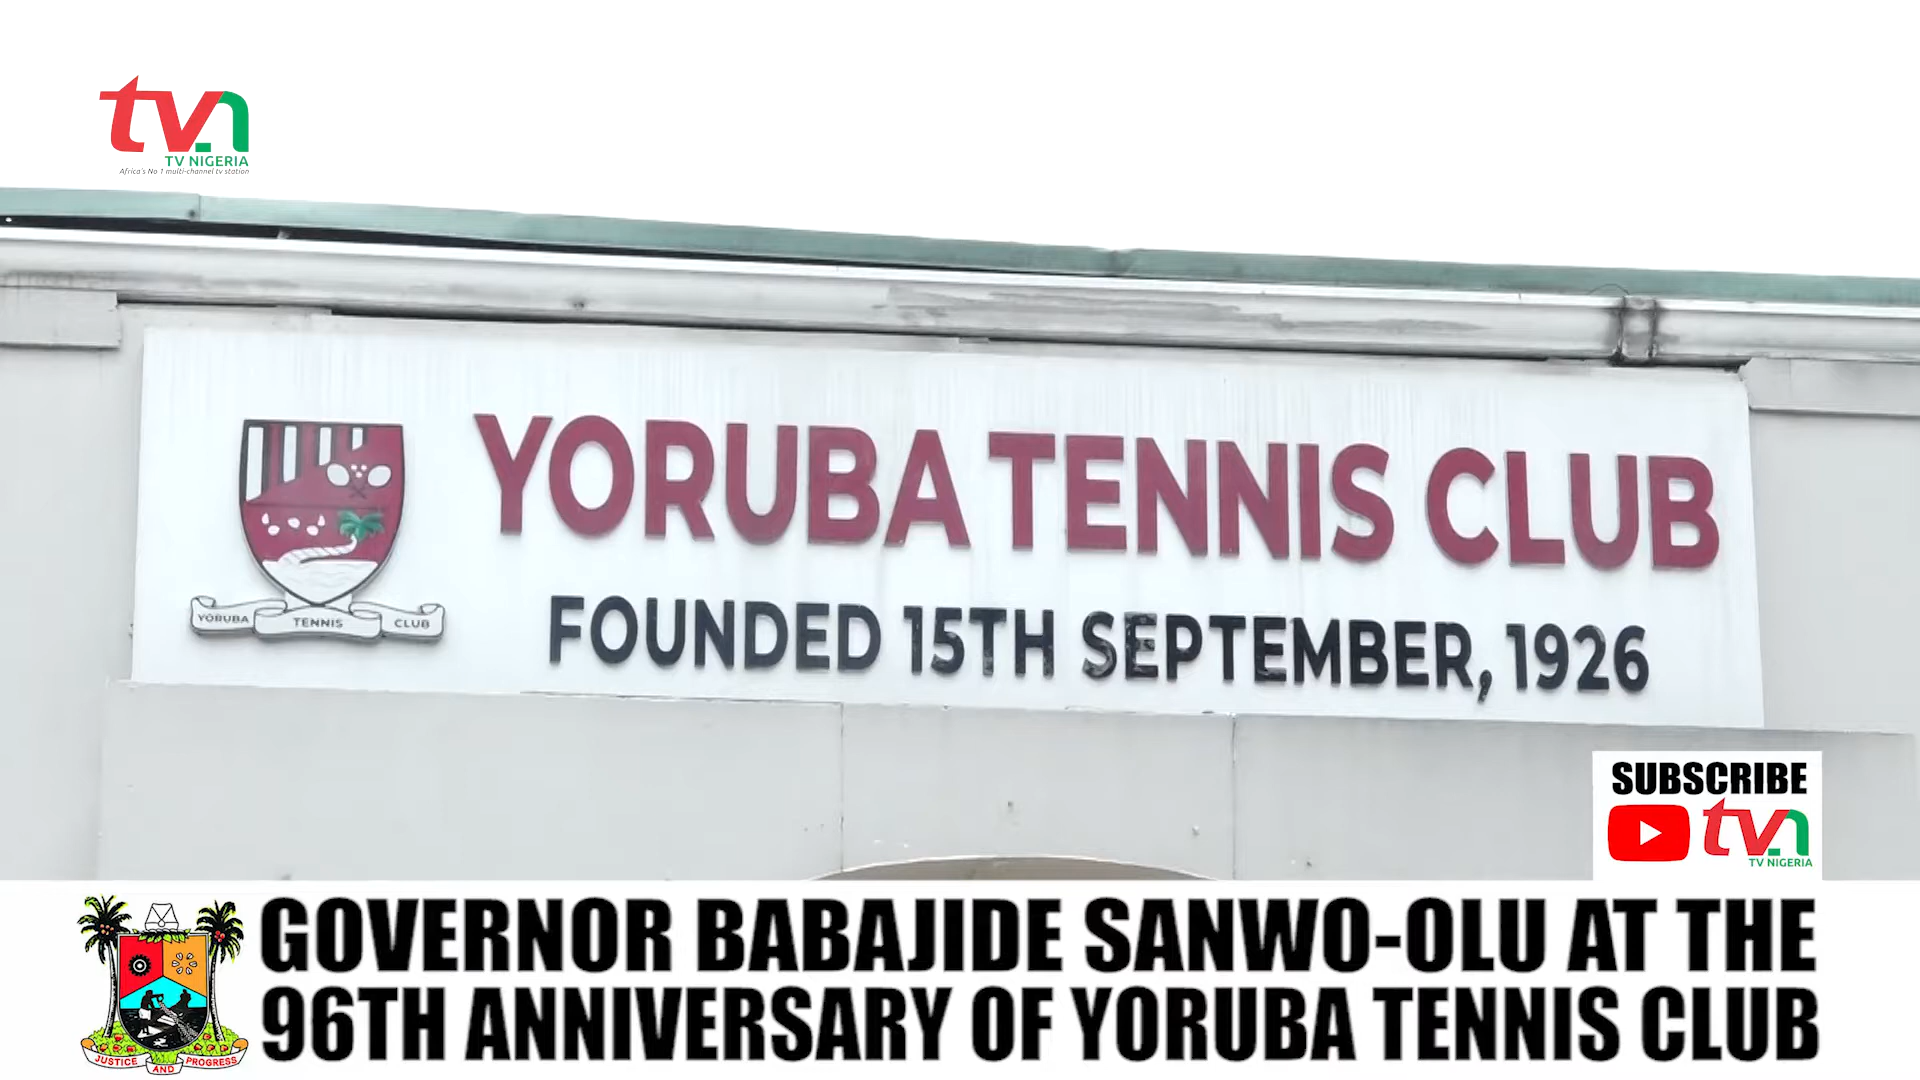 tvn
TV NIGERIA
Africa's No 1 multi-channel tv station
YORUBA TENNIS CLUB
FOUNDED 15TH SEPTEMBER, 1926
YORUBA TENNIS CLUB
SUBSCRIBE
tvn
TV NIGERIA
GOVERNOR BABAJIDE SANWO-OLU AT THE
96TH ANNIVERSARY OF YORUBA TENNIS CLUB
JUSTICE AND PROGRESS